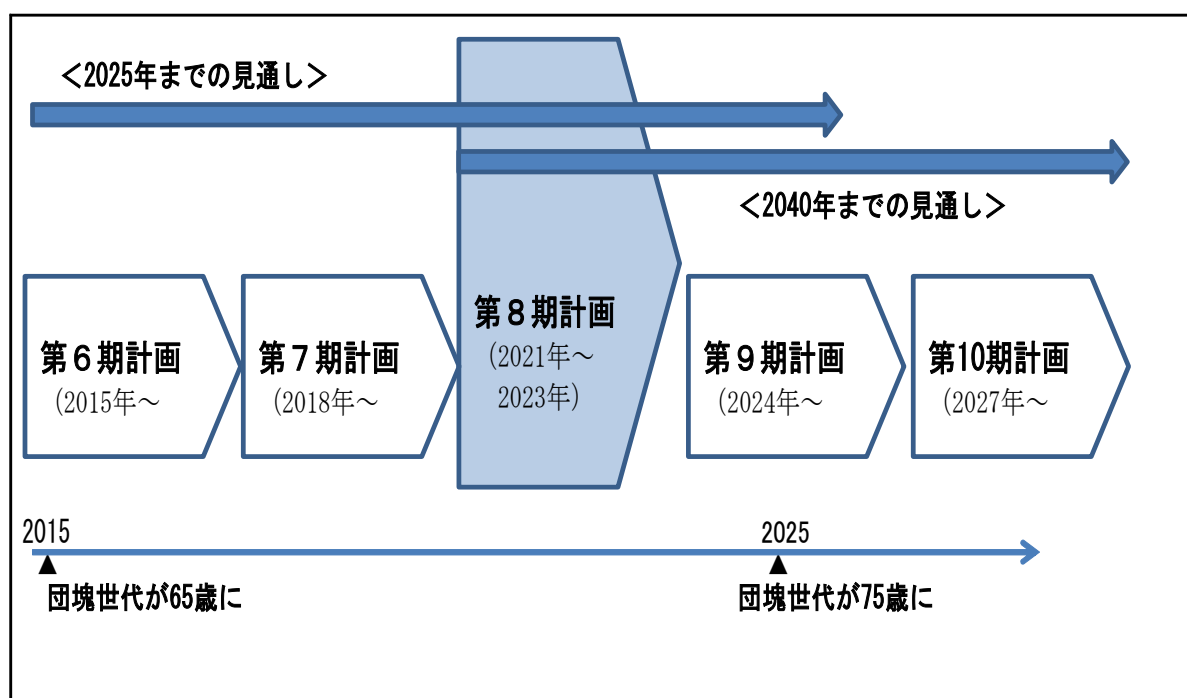 ＜2025年までの見通し＞
＜2040年までの見通し＞
第６期計画
(2015年～
第７期計画
(2018年～
第８期計画
(2021年～
2023年)
第９期計画
(2024年～
第10期計画
(2027年～
2015
2025
▲
▲
団塊世代が65歳に
団塊世代が75歳に